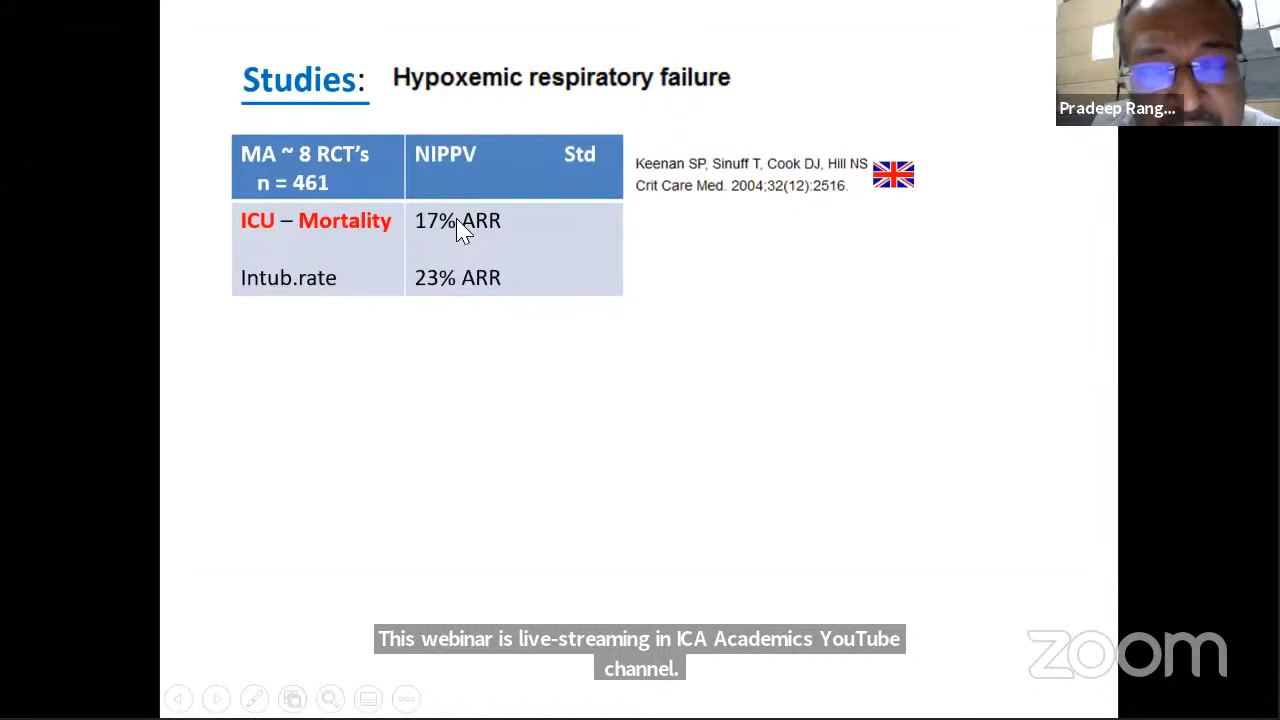 Studies: Hypoxemic respiratory failure
MA ~ 8 RCT's
n = 461
NIPPV Std
Keenan SP, Sinuff T, Cook DJ, Hill NS
Crit Care Med. 2004;32(12):2516.
ICU – Mortality 17% ARR
Intub.rate 23% ARR
Pradeep Rang...
This webinar is live-streaming in ICA Academics YouTube
channel.
zoom